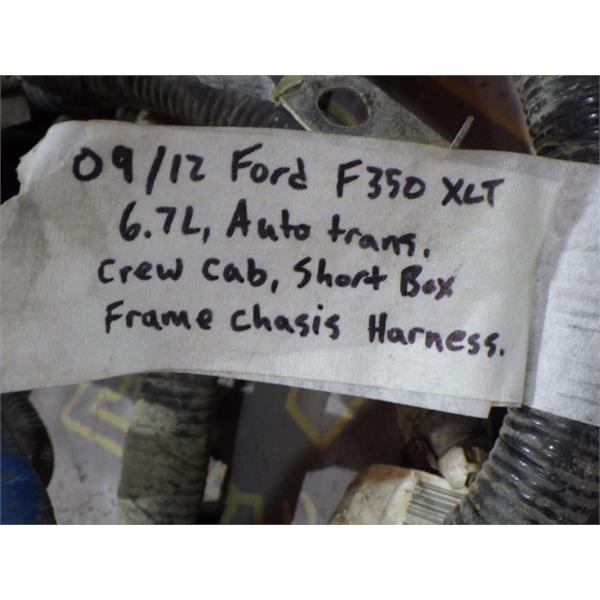 09/12 Ford F350 XLT
6.7L, Auto trans.
Crew Cab, Short Box
Frame Chasis Harness.